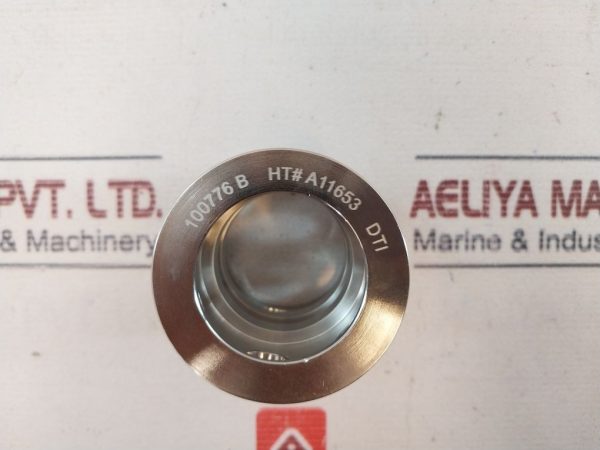 100776 B HT# A11653 DTI
PVT. LTD.
& Machinery
AELIYA MA
Marine & Indus